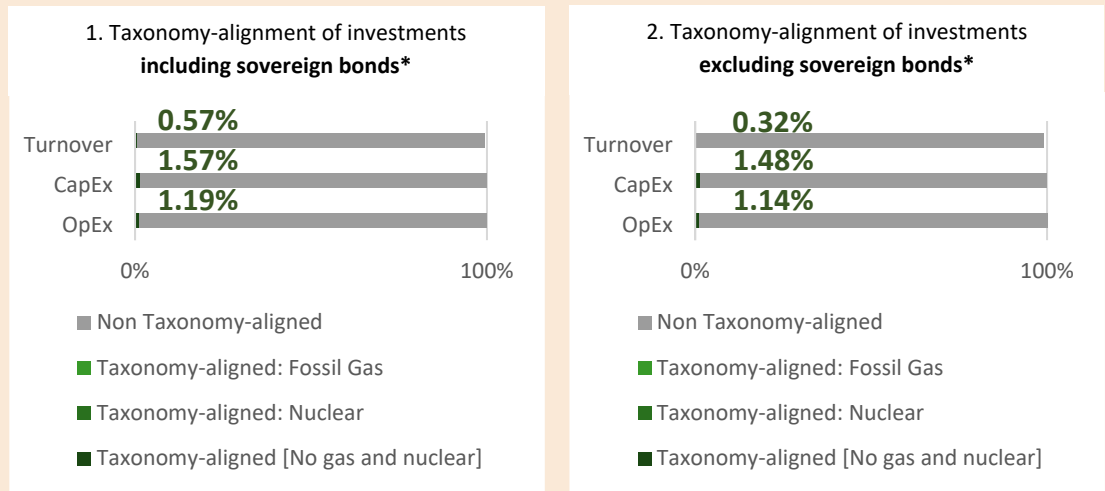 1. Taxonomy-alignment of investments
including sovereign bonds*
0.57%
Turnover
1.57%
CapEx
1.19%
OpEx
0%
100%
Non Taxonomy-aligned
Taxonomy-aligned: Fossil Gas
Taxonomy-aligned: Nuclear
Taxonomy-aligned [No gas and nuclear]
2. Taxonomy-alignment of investments
excluding sovereign bonds*
0.32%
Turnover
1.48%
CapEx
1.14%
OpEx
0%
100%
Non Taxonomy-aligned
Taxonomy-aligned: Fossil Gas
Taxonomy-aligned: Nuclear
Taxonomy-aligned [No gas and nuclear]